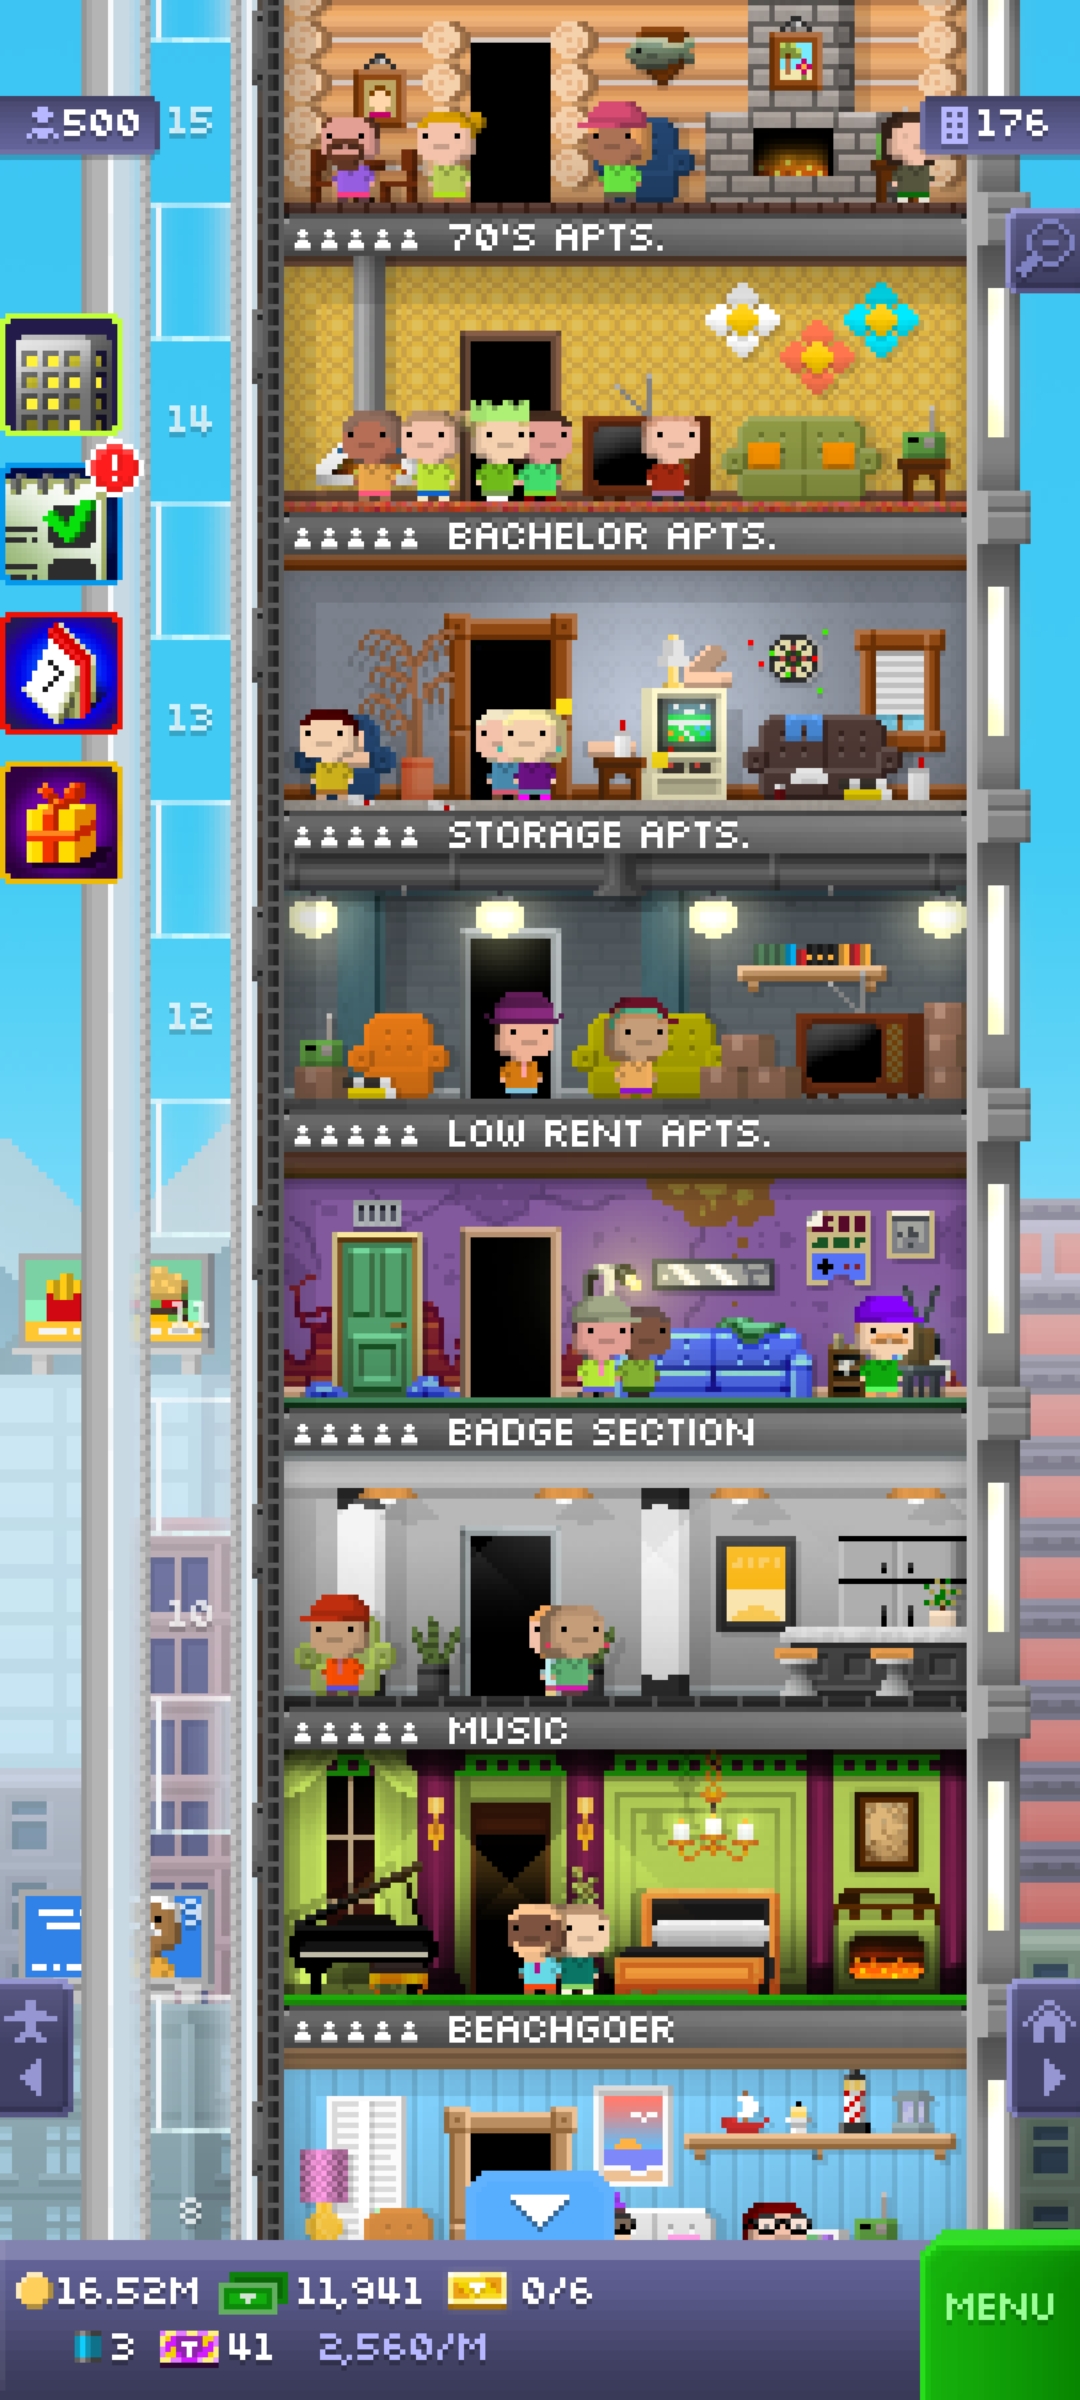 500
15
176
70'S APTS.
14
BACHELOR APTS.
13
STORAGE APTS.
12
LOW RENT APTS.
11
BADGE SECTION
10
MUSIC
BEACHGOER
8
16.52M 11,941 0/6
3 T 41 2,560/M
MENU